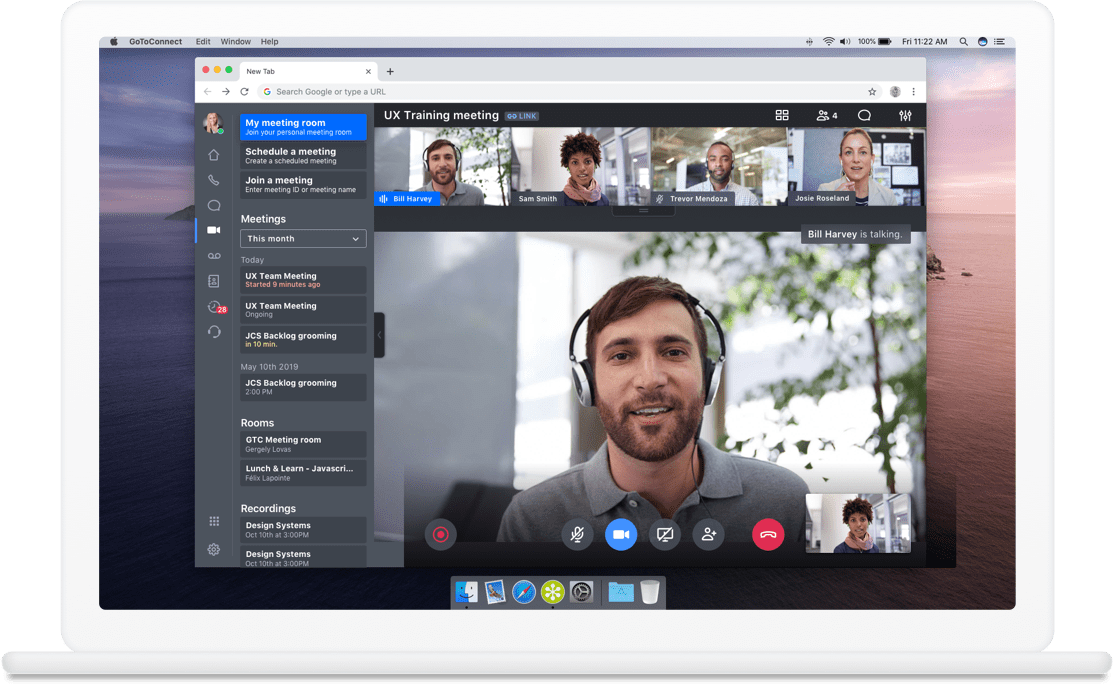 GoToConnect Edit Window Help
100% Fri 11:22 AM
New Tab
Search Google or type a URL
My meeting room
Join your personal meeting room
Schedule a meeting
Create a scheduled meeting
Join a meeting
Enter meeting ID or meeting name
Meetings
This month
Today
UX Team Meeting
Started 9 minutes ago
UX Team Meeting
Ongoing
JCS Backlog grooming
in 10 min.
May 10th 2019
JCS Backlog grooming
2:00 PM
Rooms
GTC Meeting room
Gergely Lovas
Lunch & Learn - Javascri...
Félix Lapointe
Recordings
Design Systems
Oct 10th at 3:00PM
Design Systems
Oct 10th at 3:00PM
28
UX Training meeting LINK
4
Bill Harvey
Sam Smith
Trevor Mendoza
Josie Roseland
Bill Harvey is talking.